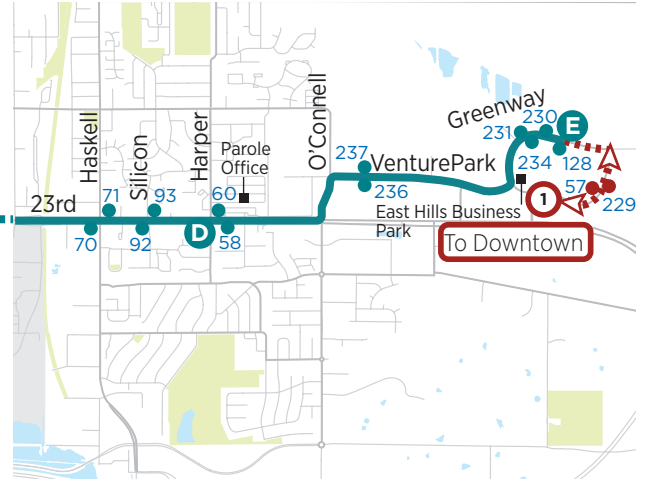 Greenway
230
E
231
234
128
O'Connell
237
VenturePark
236
57
229
1
East Hills Business
Park
To Downtown
Haskell
Silicon
Harper
Parole
Office
23rd
71
93
60
70
92
D
58